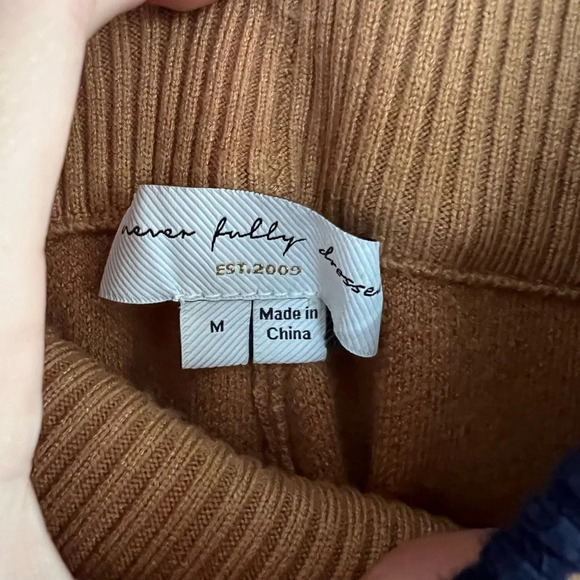 never fully dressed
EST.2009
M
Made in
China